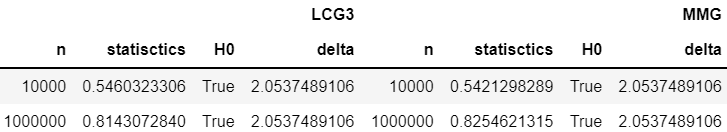 LCG3 MMG
n statisctics H0 delta n statisctics H0 delta
10000 0.5460323306 True 2.0537489106 10000 0.5421298289 True 2.0537489106
1000000 0.8143072840 True 2.0537489106 1000000 0.8254621315 True 2.0537489106